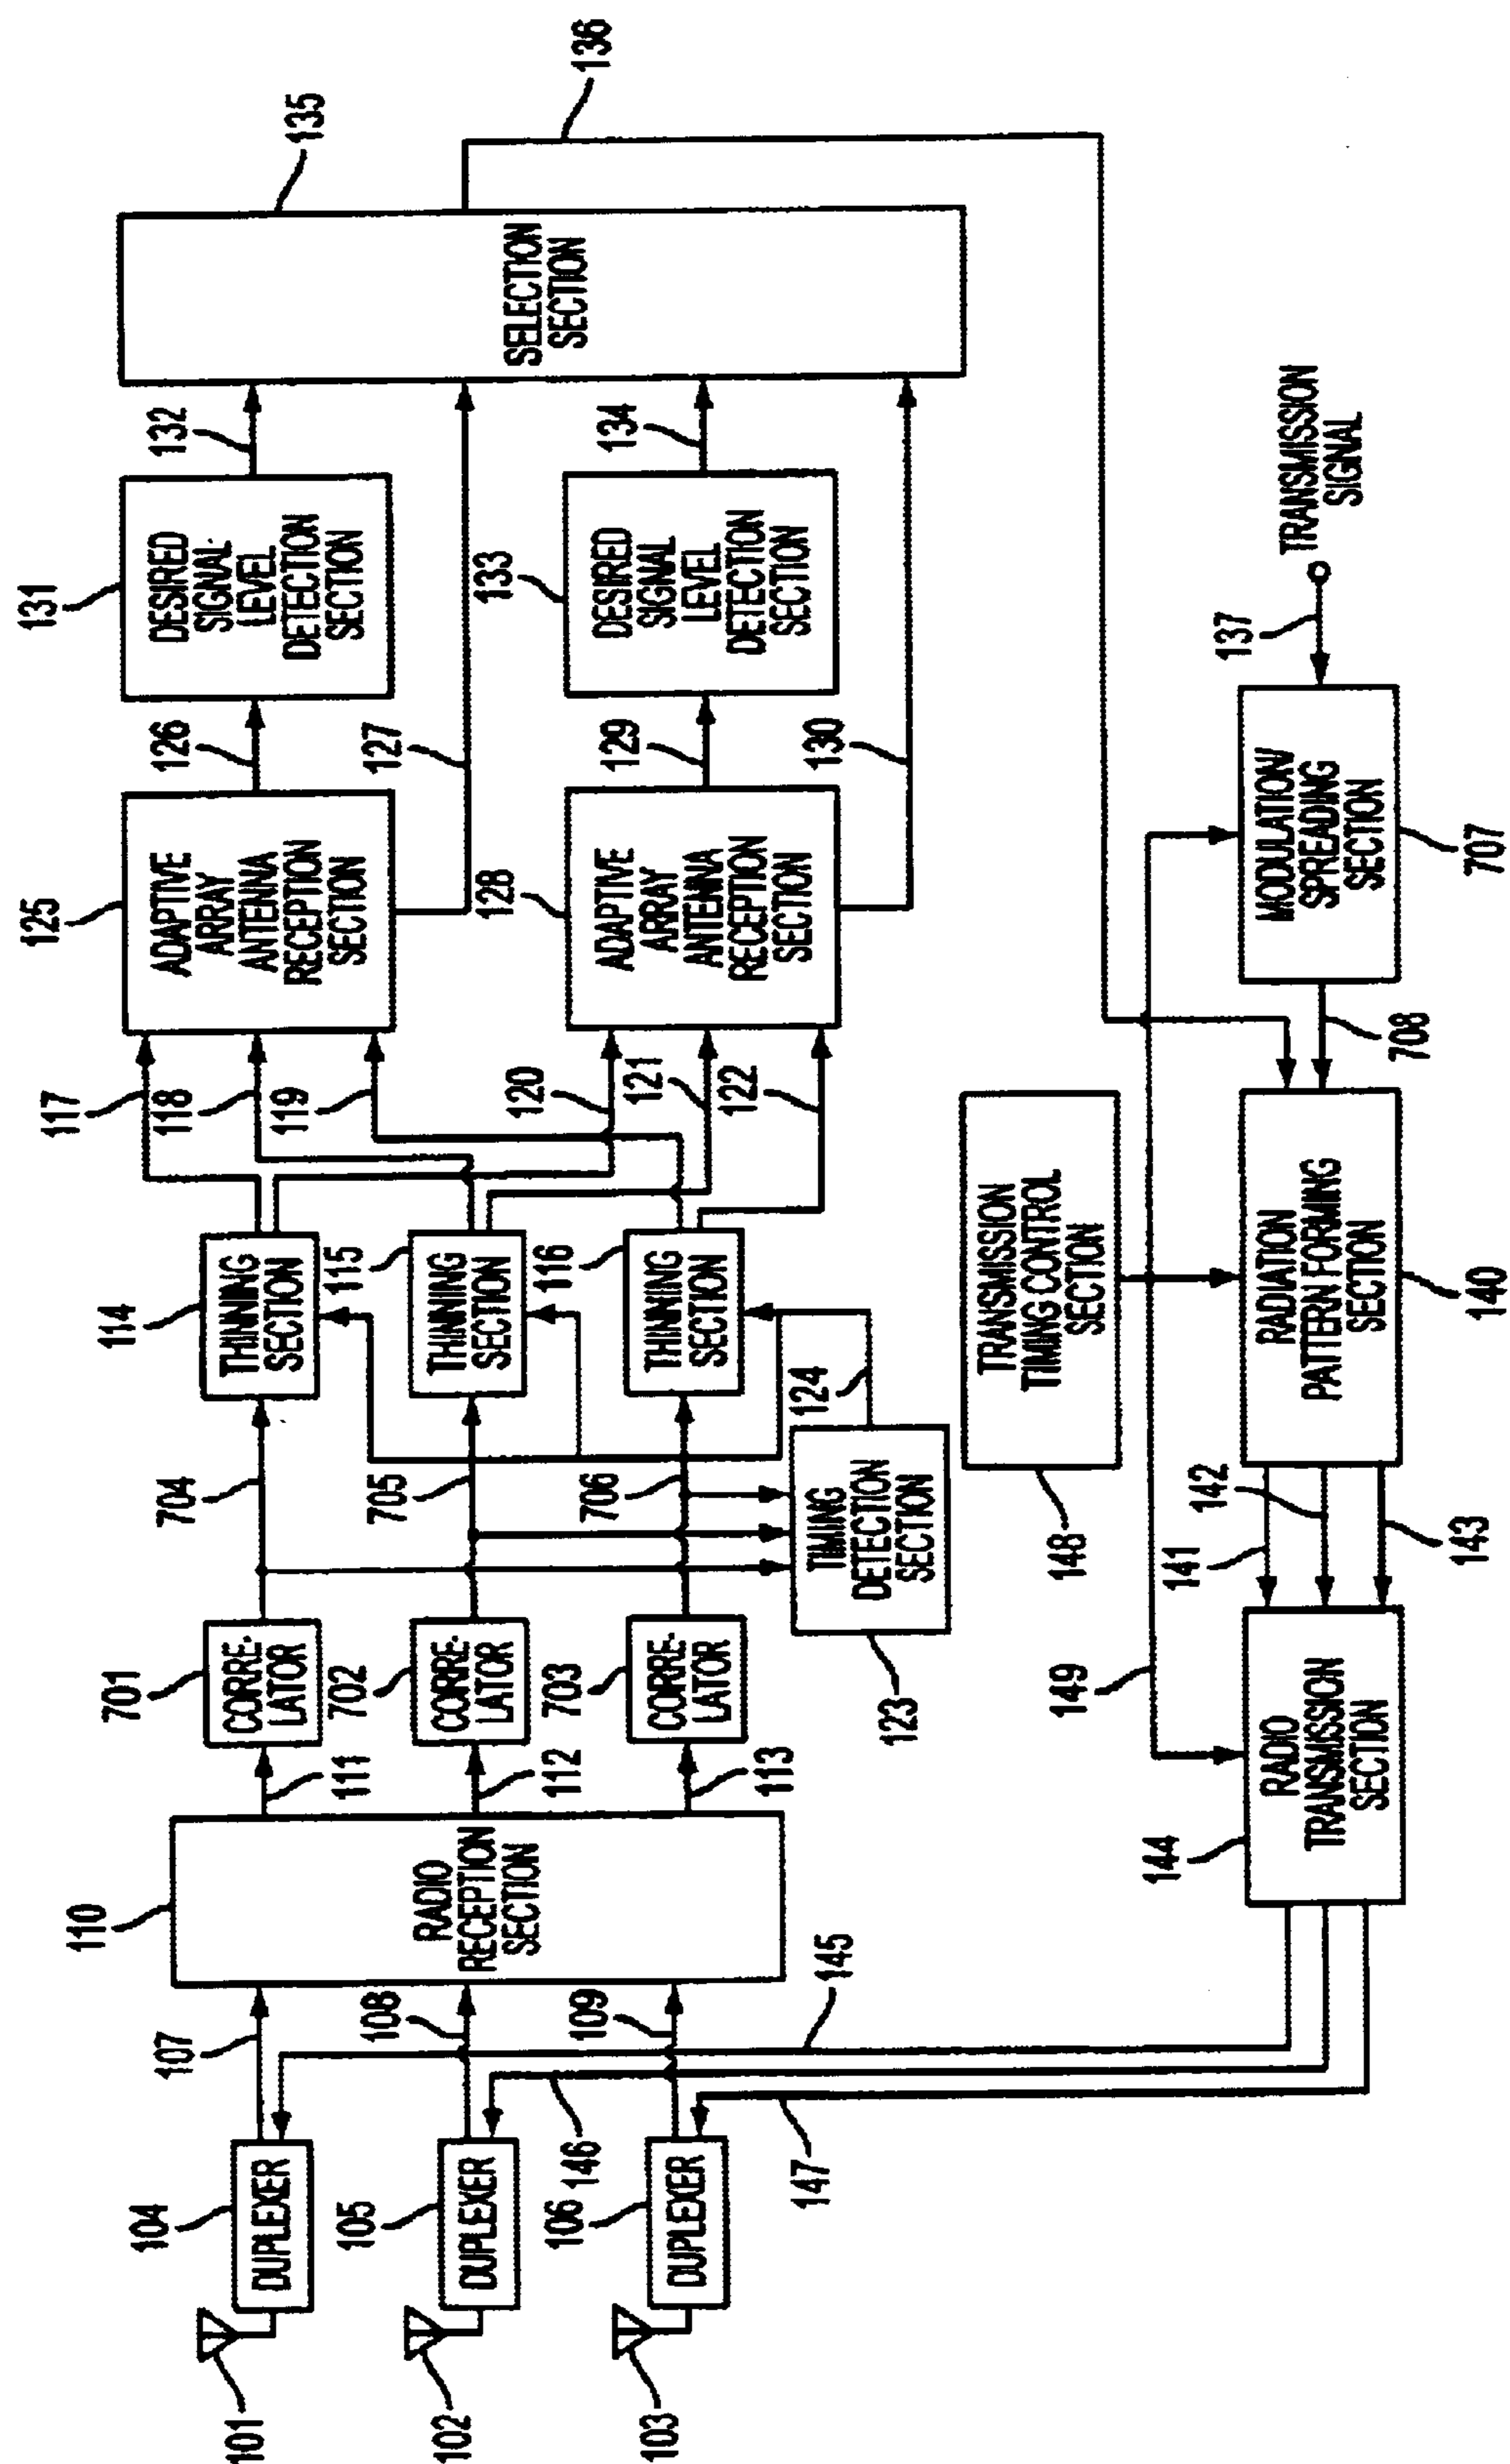 101
102
103
104
DUPLEXER
105
DUPLEXER
106
DUPLEXER
107
108
109
145
146
147
110
RADIO
RECEPTION
SECTION
111
112
113
701
CORRE-
LATOR
702
CORRE-
LATOR
703
CORRE-
LATOR
704
705
706
123
TIMING
DETECTION
SECTION
124
114
THINNING
SECTION
115
THINNING
SECTION
116
THINNING
SECTION
117
118
119
120
121
122
125
ADAPTIVE
ARRAY
ANTENNA
RECEPTION
SECTION
128
ADAPTIVE
ARRAY
ANTENNA
RECEPTION
SECTION
126
127
129
130
131
DESIRED
SIGNAL
LEVEL
DETECTION
SECTION
133
DESIRED
SIGNAL
LEVEL
DETECTION
SECTION
132
134
SELECTION
SECTION
135
136
144
RADIO
TRANSMISSION
SECTION
149
141
142
143
148
TRANSMISSION
TIMING CONTROL
SECTION
RADIATION
PATTERN FORMING
SECTION
140
708
MODULATION/
SPREADING
SECTION
707
137
TRANSMISSION
SIGNAL